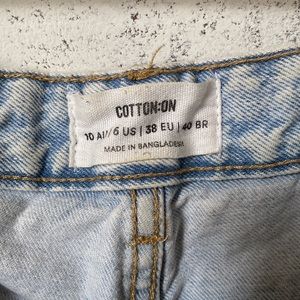 COTTON:ON
10 AU | 6 US | 38 EU | 40 BR
MADE IN BANGLADESH